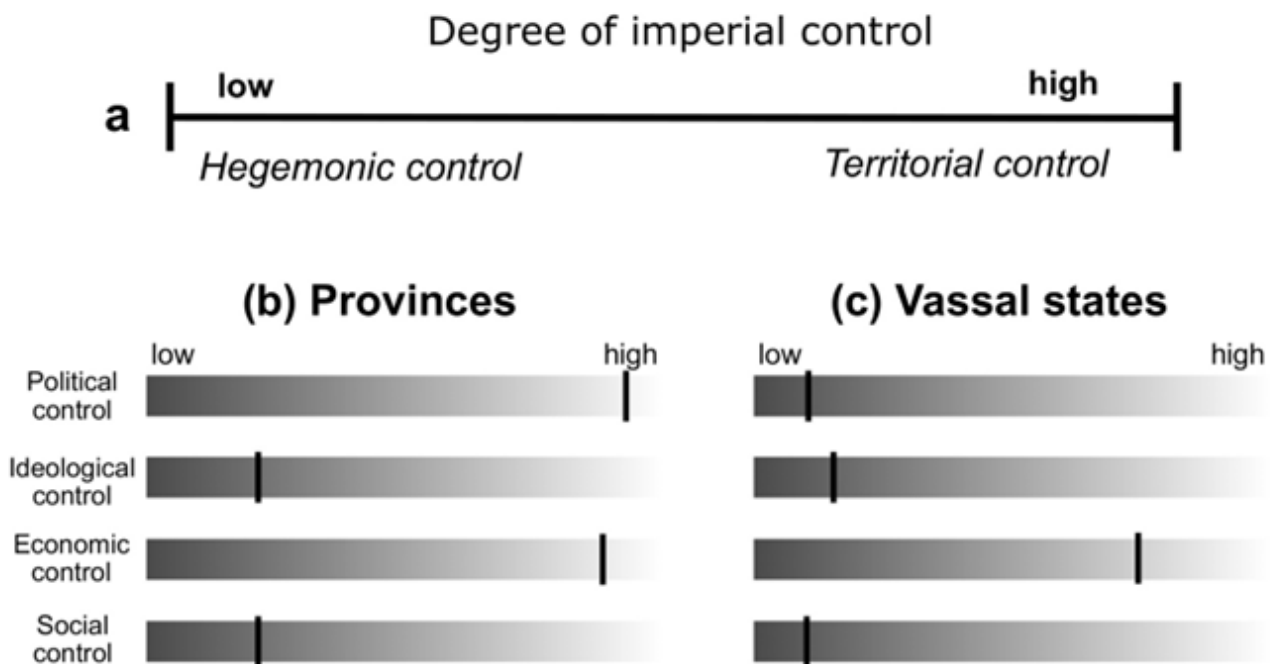 Degree of imperial control
low high
a
Hegemonic control Territorial control
(b) Provinces
low high
Political
control
Ideological
control
Economic
control
Social
control
(c) Vassal states
low high